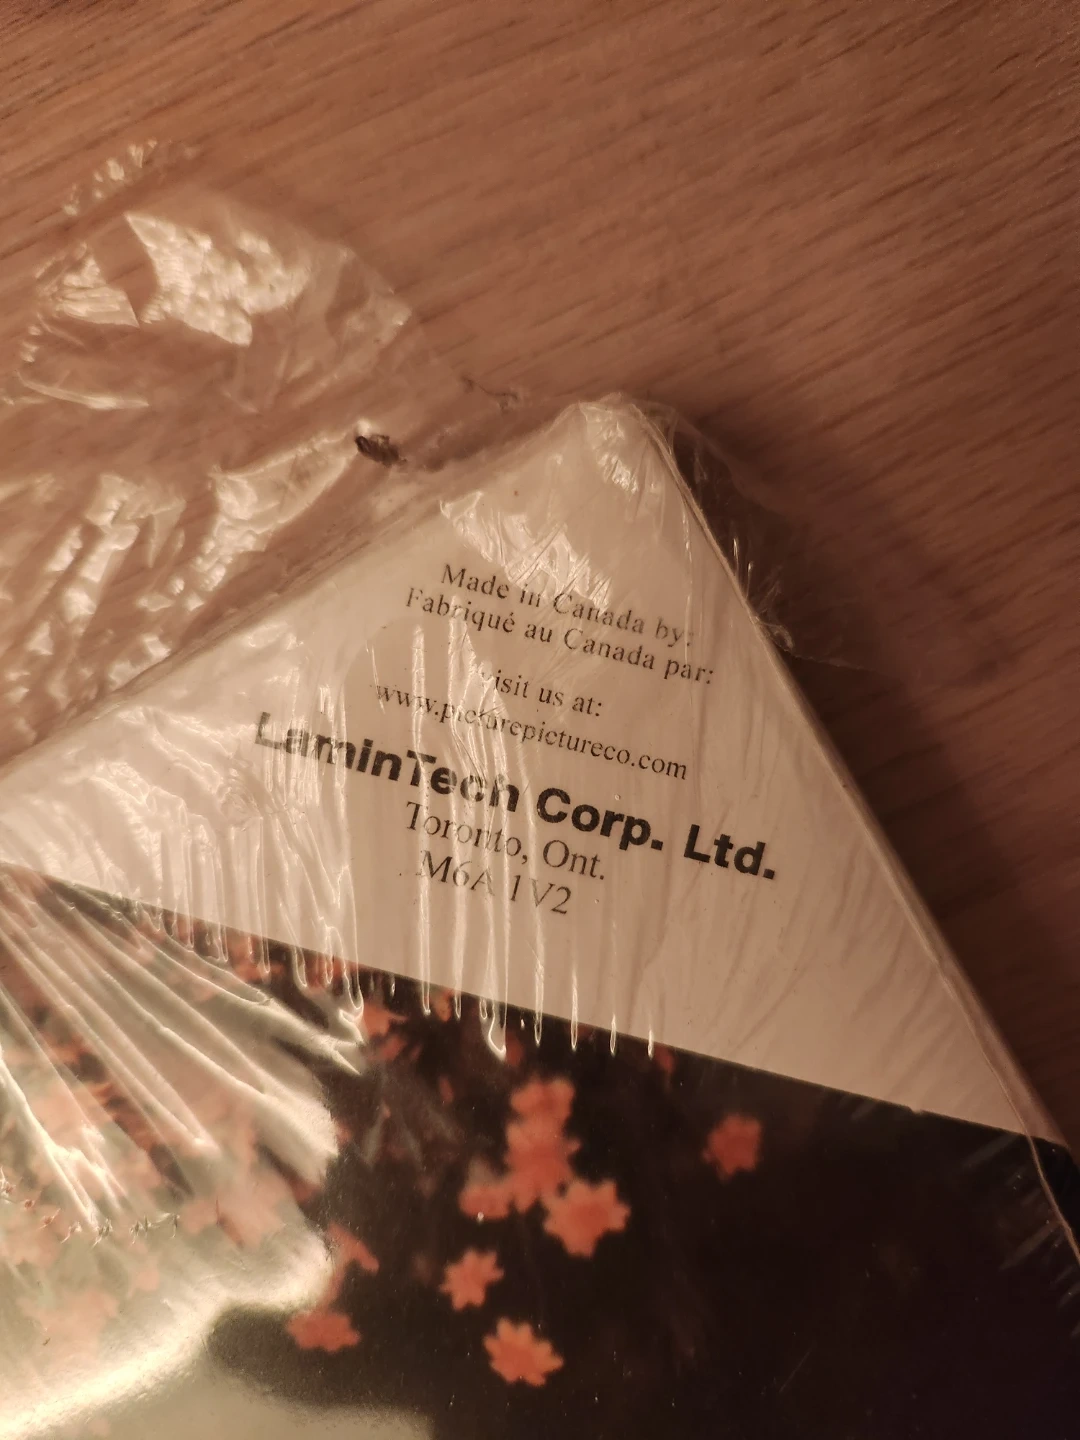 Made in Canada by:
Fabriqué au Canada par:
visit us at:
www.picturepictureco.com
LaminTech Corp. Ltd.
Toronto, Ont.
M6A 1V2